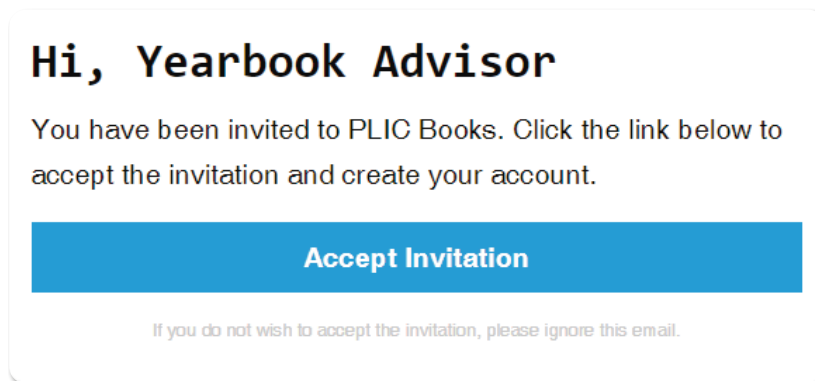 Hi, Yearbook Advisor
You have been invited to PLIC Books. Click the link below to
accept the invitation and create your account.
Accept Invitation
If you do not wish to accept the invitation, please ignore this email.